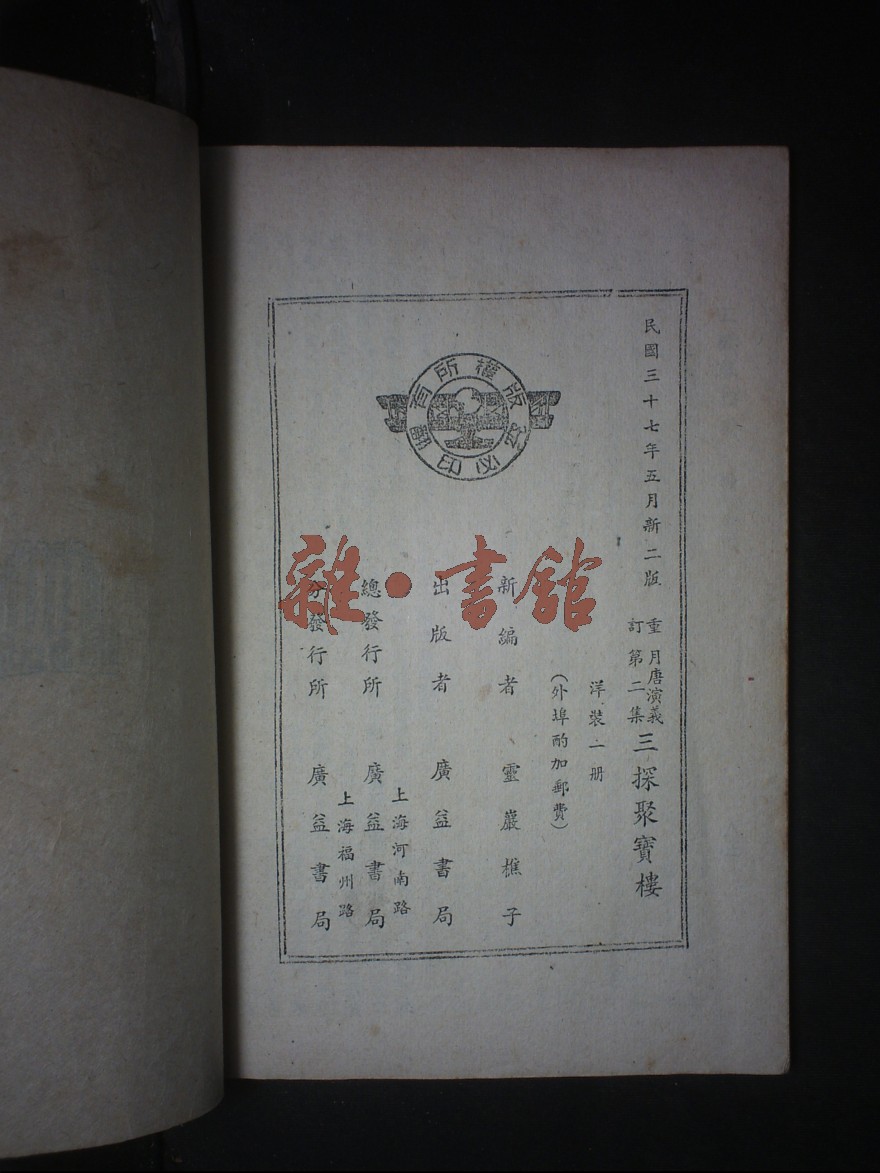 民國三十七年五月新二版
重訂
月唐演義
第二集
三探聚寶樓
洋裝一册
(外埠酌加郵費)
新編者 靈巖樵子
出版者 廣益書局
上海河南路
總發行所 廣益書局
上海福州路
分發行所 廣益書局
版權所有
翻印必究
雜·書館